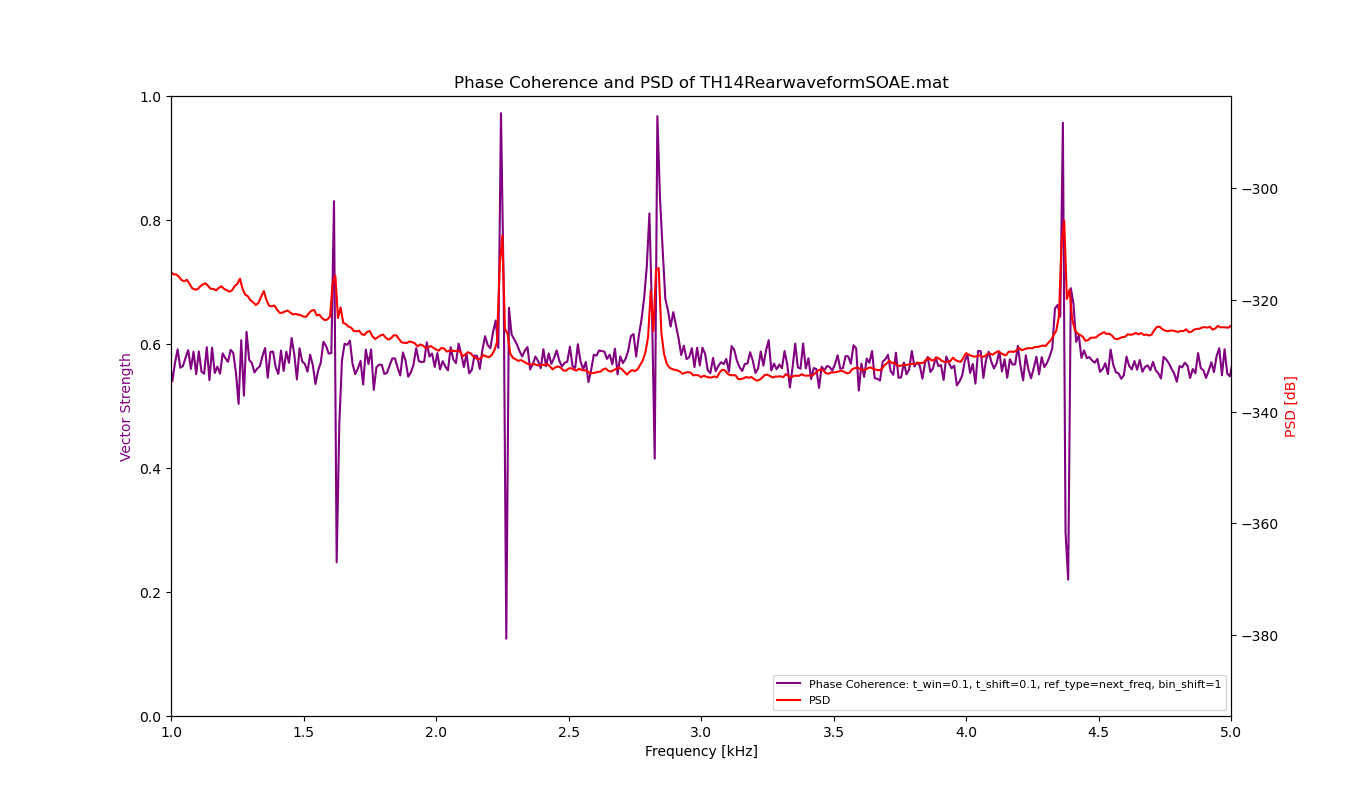 Phase Coherence and PSD of TH14RearwaveformSOAE.mat
1.0
0.8
0.6
0.4
0.2
0.0
Vector Strength
−300
−320
−340
−360
−380
PSD [dB]
Phase Coherence: t_win=0.1, t_shift=0.1, ref_type=next_freq, bin_shift=1
PSD
1.0 1.5 2.0 2.5 3.0 3.5 4.0 4.5 5.0
Frequency [kHz]